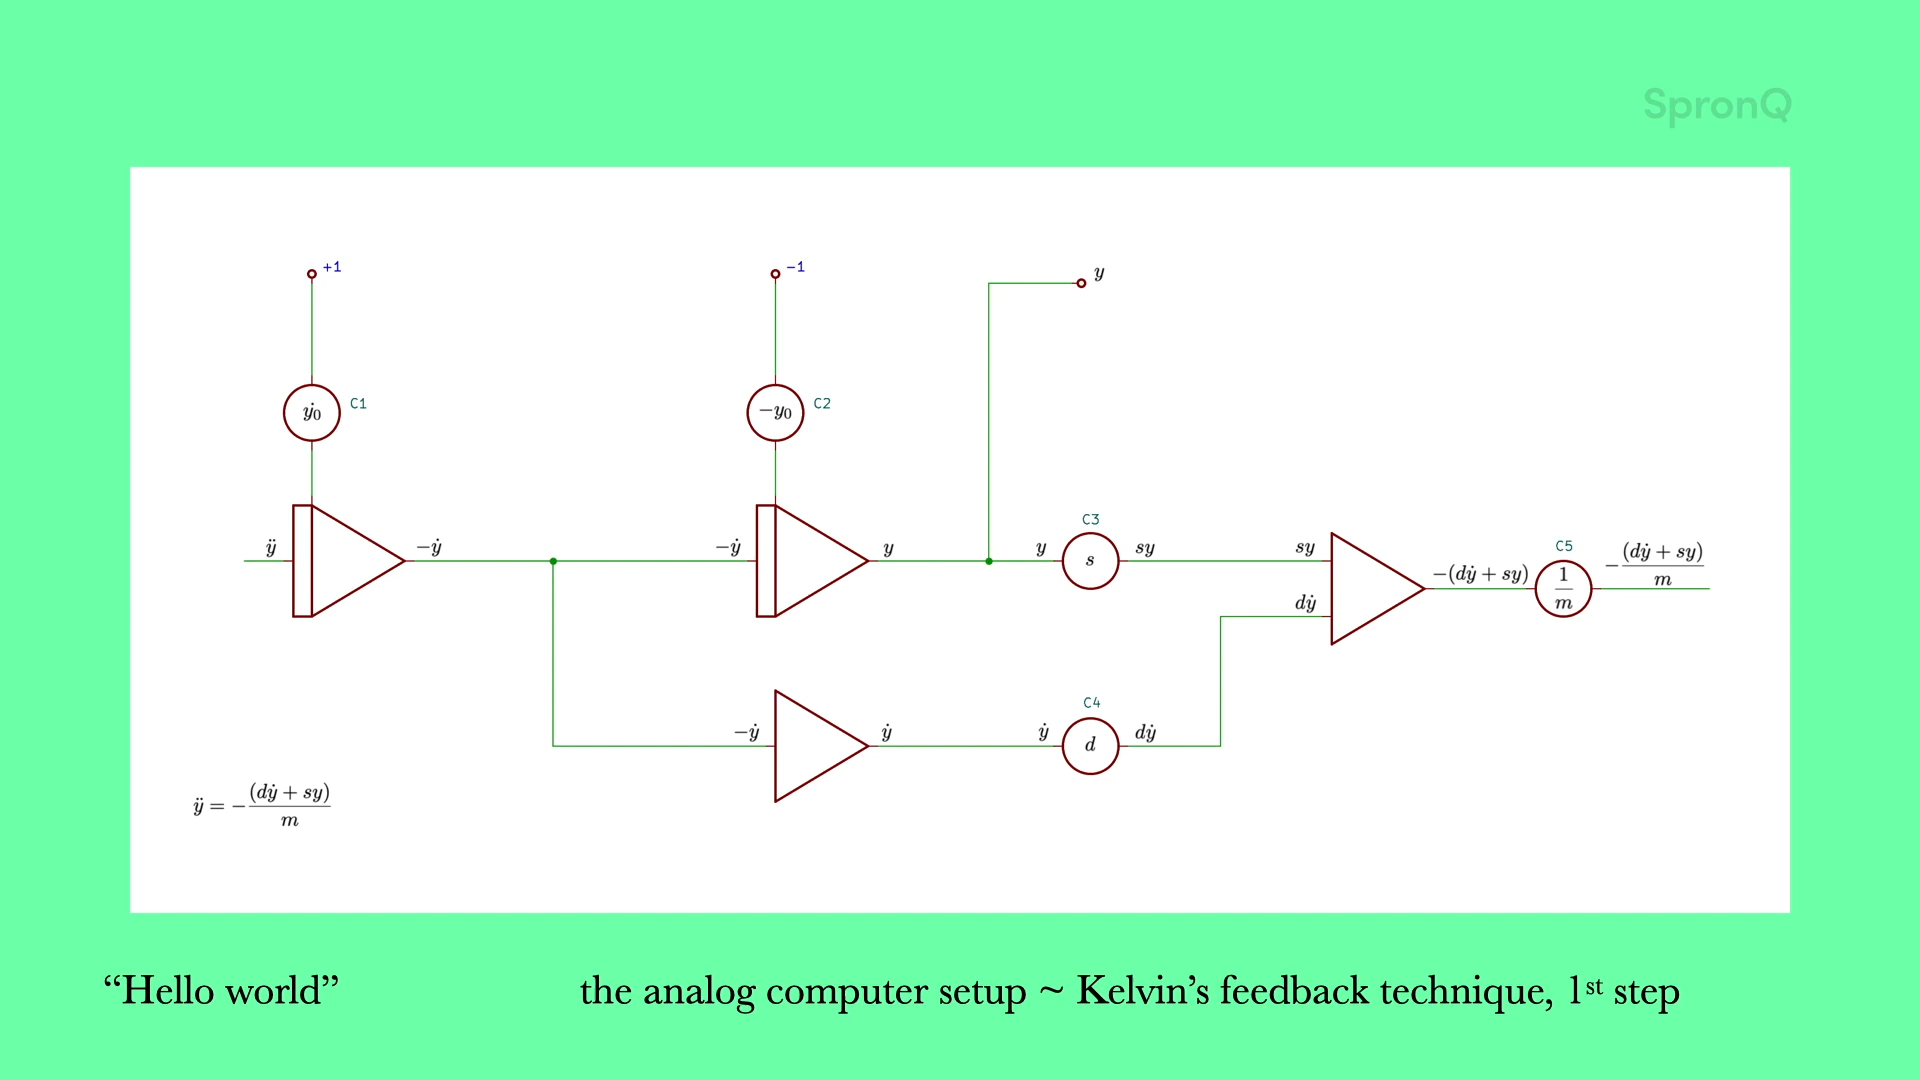 SpronQ
+1
−1
y
ẏ₀
C1
−y₀
C2
ÿ
−ẏ
−ẏ
y
y
C3
s
sy
sy
−(dẏ + sy)
C5
1/m
−(dẏ + sy)/m
dẏ
−ẏ
ẏ
ẏ
C4
d
dẏ
ÿ = −(dẏ + sy)/m
“Hello world”
the analog computer setup ~ Kelvin’s feedback technique, 1st step